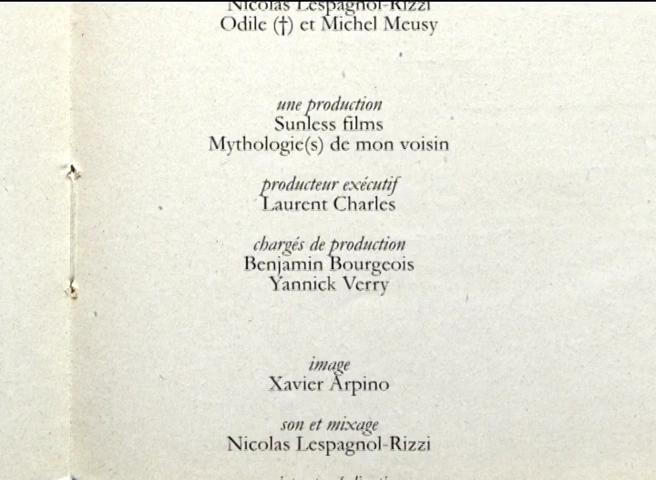 Nicolas Lespagnol-Rizzi
Odile (†) et Michel Meusy
une production
Sunless films
Mythologie(s) de mon voisin
producteur exécutif
Laurent Charles
chargés de production
Benjamin Bourgeois
Yannick Verry
image
Xavier Arpino
son et mixage
Nicolas Lespagnol-Rizzi